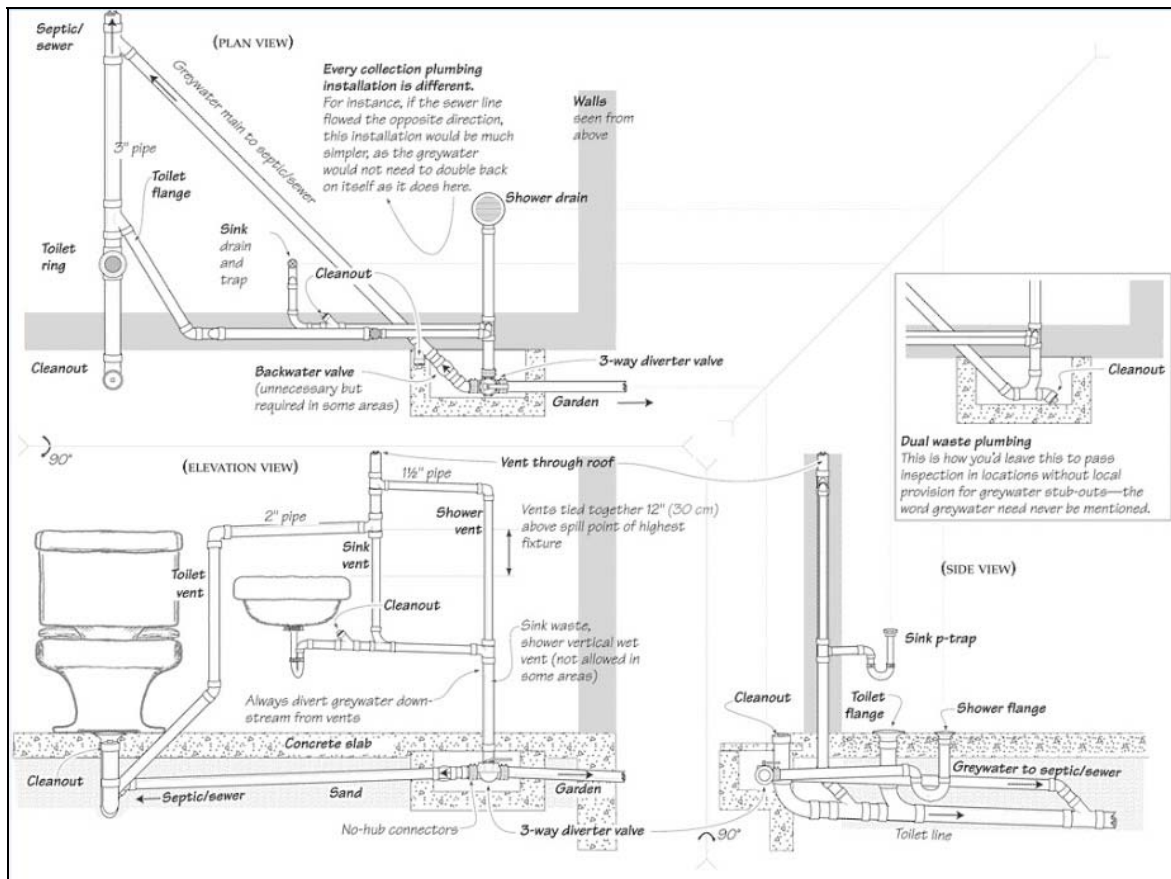 Septic/
sewer
(PLAN VIEW)
Greywater main to septic/sewer
Every collection plumbing
installation is different.
For instance, if the sewer line
flowed the opposite direction,
this installation would be much
simpler, as the greywater
would not need to double back
on itself as it does here.
Walls
seen from
above
3" pipe
Toilet
flange
Shower drain
Sink
drain
and
trap
Toilet
ring
Cleanout
Cleanout
3-way diverter valve
Backwater valve
(unnecessary but
required in some areas)
Garden
Cleanout
Dual waste plumbing
This is how you'd leave this to pass
inspection in locations without local
provision for greywater stub-outs—the
word greywater need never be mentioned.
90°
(ELEVATION VIEW)
1½" pipe
Vent through roof
2" pipe
Shower
vent
Vents tied together 12" (30 cm)
above spill point of highest
fixture
Sink
vent
Toilet
vent
Cleanout
Sink waste,
shower vertical wet
vent (not allowed in
some areas)
Always divert greywater down-
stream from vents
Concrete slab
Cleanout
Septic/sewer
Sand
Garden
No-hub connectors
3-way diverter valve
90°
(SIDE VIEW)
Sink p-trap
Cleanout
Toilet
flange
Shower flange
Greywater to septic/sewer
Toilet line